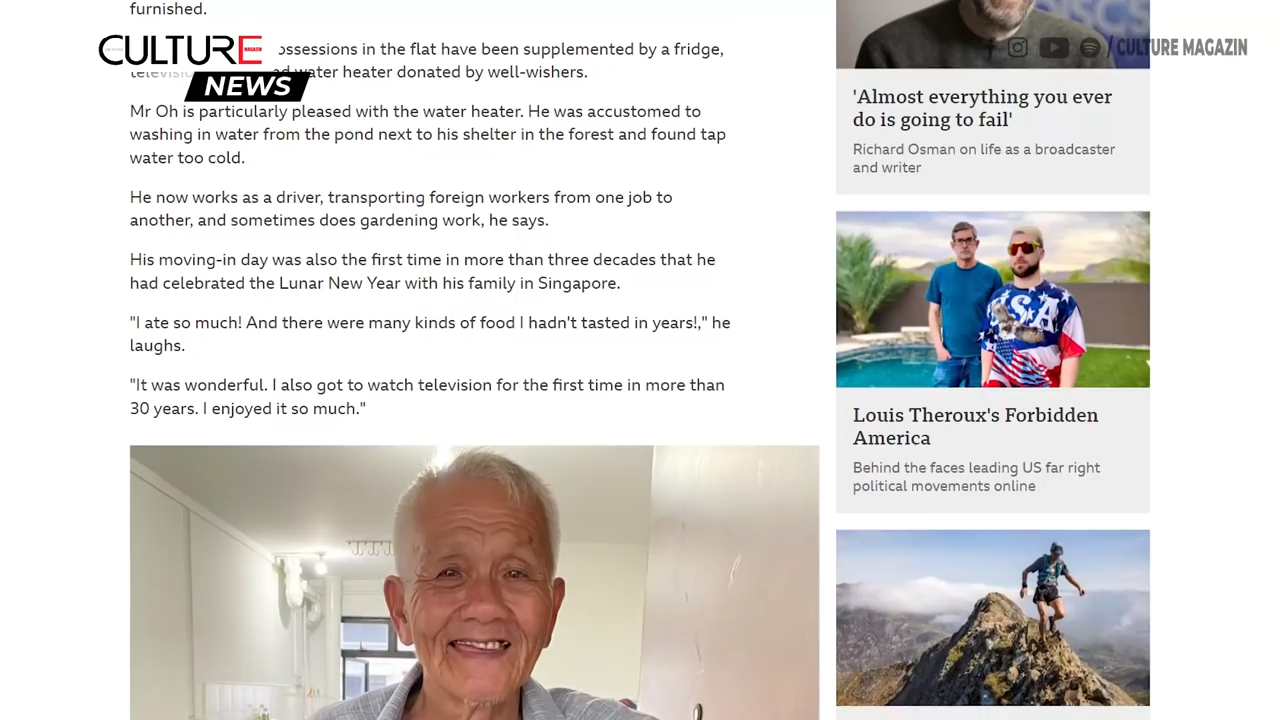 furnished.
CULTURE
MAGAZIN
NEWS
ossessions in the flat have been supplemented by a fridge,
water heater donated by well-wishers.
Mr Oh is particularly pleased with the water heater. He was accustomed to
washing in water from the pond next to his shelter in the forest and found tap
water too cold.
He now works as a driver, transporting foreign workers from one job to
another, and sometimes does gardening work, he says.
His moving-in day was also the first time in more than three decades that he
had celebrated the Lunar New Year with his family in Singapore.
"I ate so much! And there were many kinds of food I hadn't tasted in years!," he
laughs.
"It was wonderful. I also got to watch television for the first time in more than
30 years. I enjoyed it so much."
/ CULTURE MAGAZIN
'Almost everything you ever
do is going to fail'
Richard Osman on life as a broadcaster
and writer
USA
Louis Theroux's Forbidden
America
Behind the faces leading US far right
political movements online